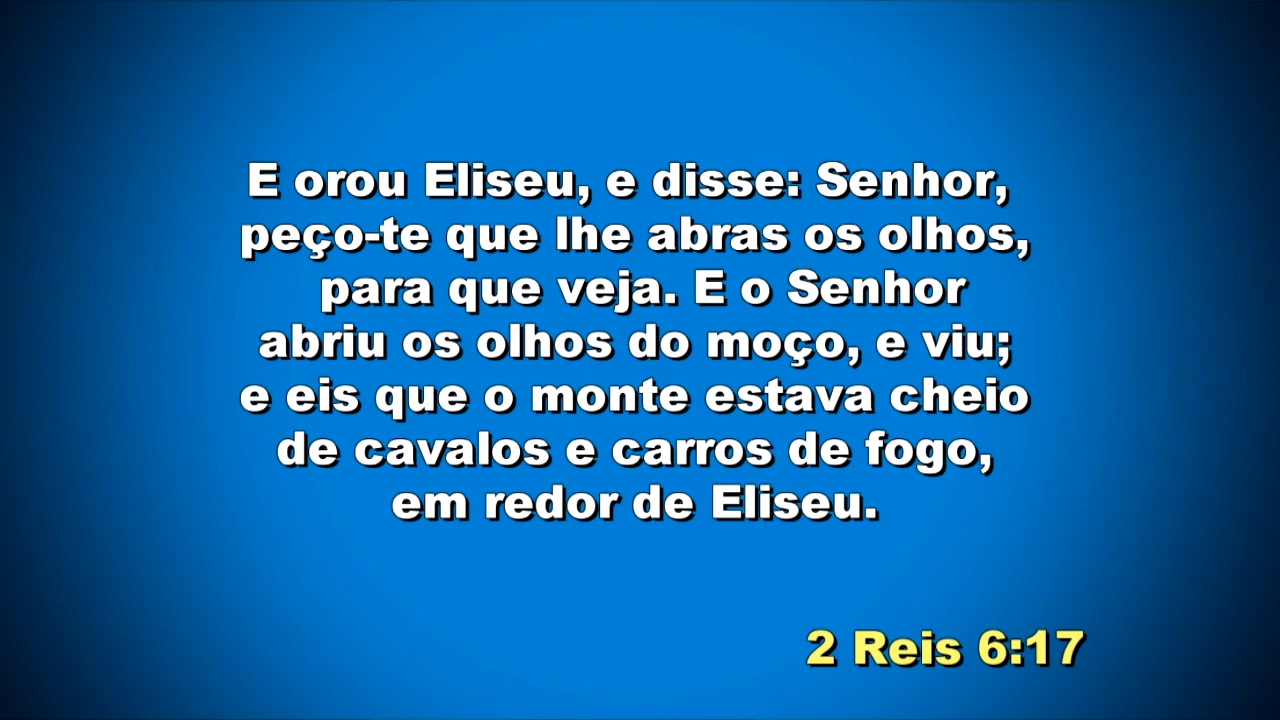 E orou Eliseu, e disse: Senhor,
peço-te que lhe abras os olhos,
para que veja. E o Senhor
abriu os olhos do moço, e viu;
e eis que o monte estava cheio
de cavalos e carros de fogo,
em redor de Eliseu.
2 Reis 6:17